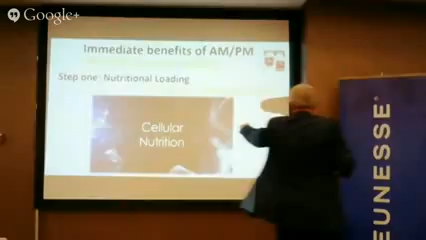 Google+
Immediate benefits of AM/PM
Step one: Nutritional Loading
Cellular
Nutrition
EUNESSE®